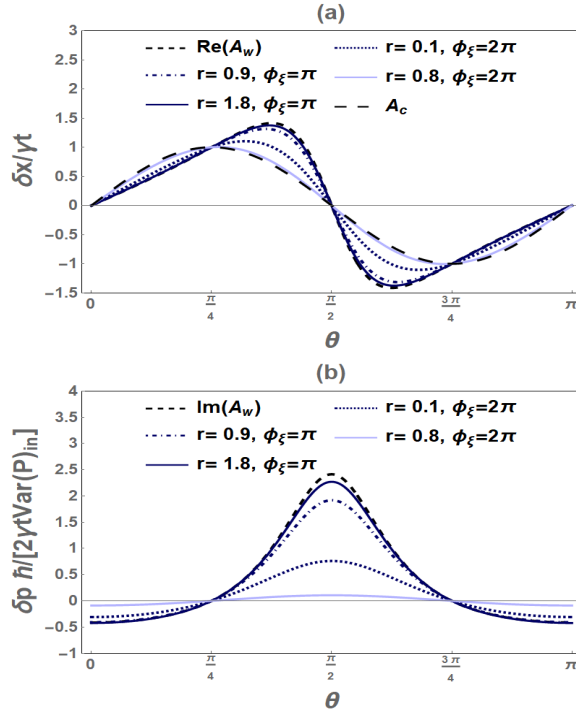 (a)
δx/γt
3
2.5
2
1.5
1
0.5
0
-0.5
-1
-1.5
Re(A_w)
r= 0.1, ϕ_ξ=2π
r= 0.9, ϕ_ξ=π
r= 0.8, ϕ_ξ=2π
r= 1.8, ϕ_ξ=π
A_c
0
π/4
π/2
3π/4
π
θ
(b)
δp ℏ/[2γtVar(P)_in]
4
3.5
3
2.5
2
1.5
1
0.5
0
-0.5
-1
Im(A_w)
r= 0.1, ϕ_ξ=2π
r= 0.9, ϕ_ξ=π
r= 0.8, ϕ_ξ=2π
r= 1.8, ϕ_ξ=π
0
π/4
π/2
3π/4
π
θ